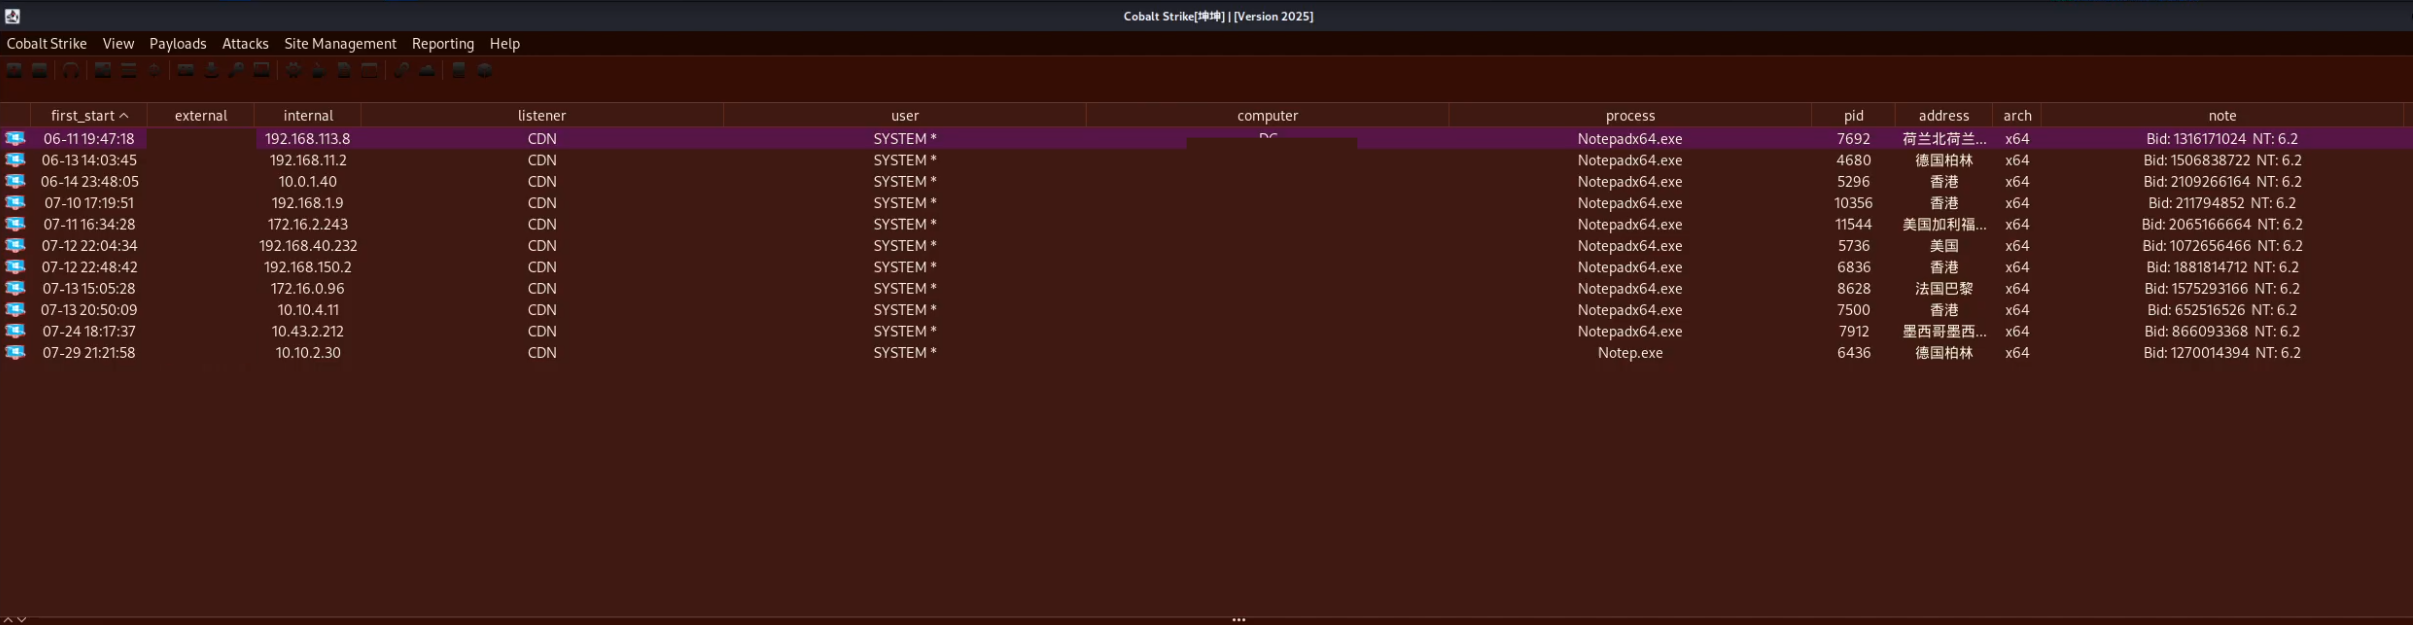 Cobalt Strike[坤坤] | [Version 2025]
Cobalt Strike View Payloads Attacks Site Management Reporting Help
first_start external internal listener user computer process pid address arch note
06-11 19:47:18 192.168.113.8 CDN SYSTEM * Notepadx64.exe 7692 荷兰北荷兰... x64 Bid: 1316171024 NT: 6.2
06-13 14:03:45 192.168.11.2 CDN SYSTEM * Notepadx64.exe 4680 德国柏林 x64 Bid: 1506838722 NT: 6.2
06-14 23:48:05 10.0.1.40 CDN SYSTEM * Notepadx64.exe 5296 香港 x64 Bid: 2109266164 NT: 6.2
07-10 17:19:51 192.168.1.9 CDN SYSTEM * Notepadx64.exe 10356 香港 x64 Bid: 211794852 NT: 6.2
07-11 16:34:28 172.16.2.243 CDN SYSTEM * Notepadx64.exe 11544 美国加利福... x64 Bid: 2065166664 NT: 6.2
07-12 22:04:34 192.168.40.232 CDN SYSTEM * Notepadx64.exe 5736 美国 x64 Bid: 1072656466 NT: 6.2
07-12 22:48:42 192.168.150.2 CDN SYSTEM * Notepadx64.exe 6836 香港 x64 Bid: 1881814712 NT: 6.2
07-13 15:05:28 172.16.0.96 CDN SYSTEM * Notepadx64.exe 8628 法国巴黎 x64 Bid: 1575293166 NT: 6.2
07-13 20:50:09 10.10.4.11 CDN SYSTEM * Notepadx64.exe 7500 香港 x64 Bid: 652516526 NT: 6.2
07-24 18:17:37 10.43.2.212 CDN SYSTEM * Notepadx64.exe 7912 墨西哥墨西... x64 Bid: 866093368 NT: 6.2
07-29 21:21:58 10.10.2.30 CDN SYSTEM * Notep.exe 6436 德国柏林 x64 Bid: 1270014394 NT: 6.2